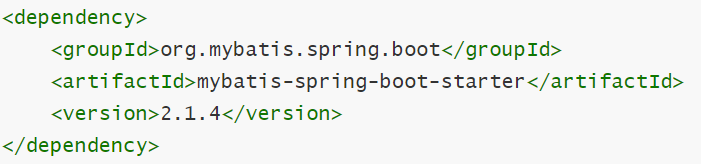 <dependency>
    <groupId>org.mybatis.spring.boot</groupId>
    <artifactId>mybatis-spring-boot-starter</artifactId>
    <version>2.1.4</version>
</dependency>